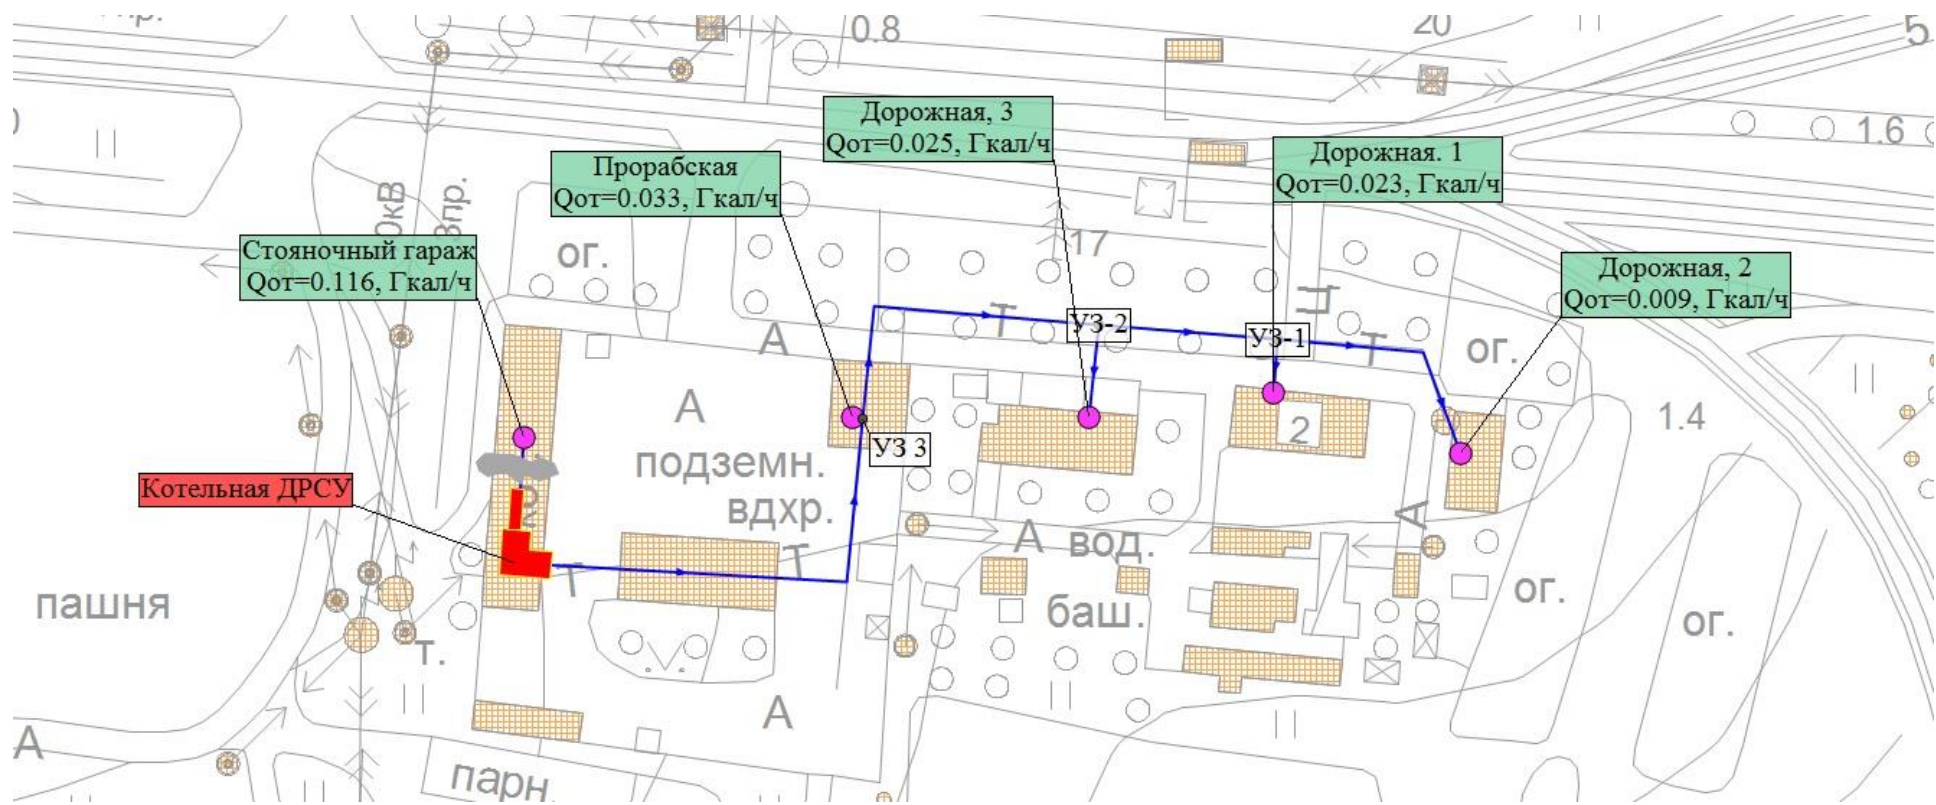 0.8
20
5
Дорожная, 3
Qот=0.025, Гкал/ч
1.6
Дорожная. 1
Qот=0.023, Гкал/ч
Прорабская
Qот=0.033, Гкал/ч
3пр.
17
ог.
Стояночный гараж
Qот=0.116, Гкал/ч
Дорожная, 2
Qот=0.009, Гкал/ч
Ц
Т
УЗ-2
УЗ-1
Т
А
ог.
А
1.4
2
УЗ 3
подземн.
Котельная ДРСУ
вдхр.
А
А
вод.
Т
Т
пашня
баш.
ог.
ог.
т.
А
А
парн.